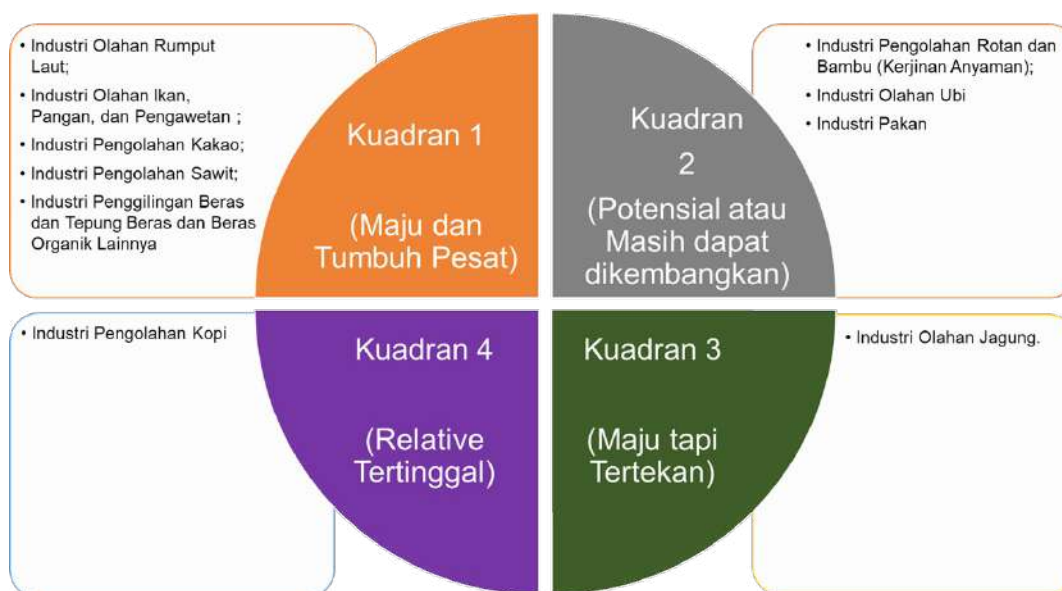 • Industri Olahan Rumput
Laut;
• Industri Olahan Ikan,
Pangan, dan Pengawetan ;
• Industri Pengolahan Kakao;
• Industri Pengolahan Sawit;
• Industri Penggilingan Beras
dan Tepung Beras dan Beras
Organik Lainnya
Kuadran 1
(Maju dan
Tumbuh Pesat)
Kuadran
2
(Potensial atau
Masih dapat
dikembangkan)
• Industri Pengolahan Rotan dan
Bambu (Kerjinan Anyaman);
• Industri Olahan Ubi
• Industri Pakan
• Industri Pengolahan Kopi
Kuadran 4
(Relative
Tertinggal)
Kuadran 3
(Maju tapi
Tertekan)
• Industri Olahan Jagung.